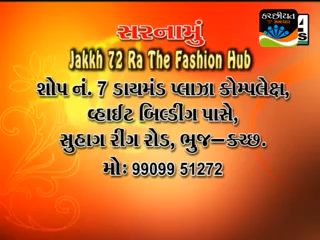 સરનામું
Jakkh 72 Ra The Fashion Hub
શોપ નં. 7 ડાયમંડ પ્લાઝા કોમ્પલેક્ષ,
વ્હાઈટ બિલ્ડીંગ પાસે,
સુહાગ રીંગ રોડ, ભુજ-કચ્છ.
મો: 99099 51272